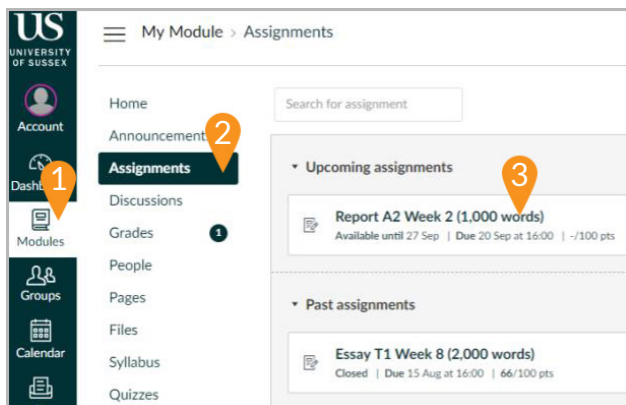 US
UNIVERSITY
OF SUSSEX
My Module > Assignments
Account
1
Modules
Groups
Calendar
Home
2
Assignments
Discussions
Grades 1
People
Pages
Files
Syllabus
Quizzes
Search for assignment
Upcoming assignments
3
Report A2 Week 2 (1,000 words)
Available until 27 Sep | Due 20 Sep at 16:00 | -/100 pts
Past assignments
Essay T1 Week 8 (2,000 words)
Closed | Due 15 Aug at 16:00 | 66/100 pts